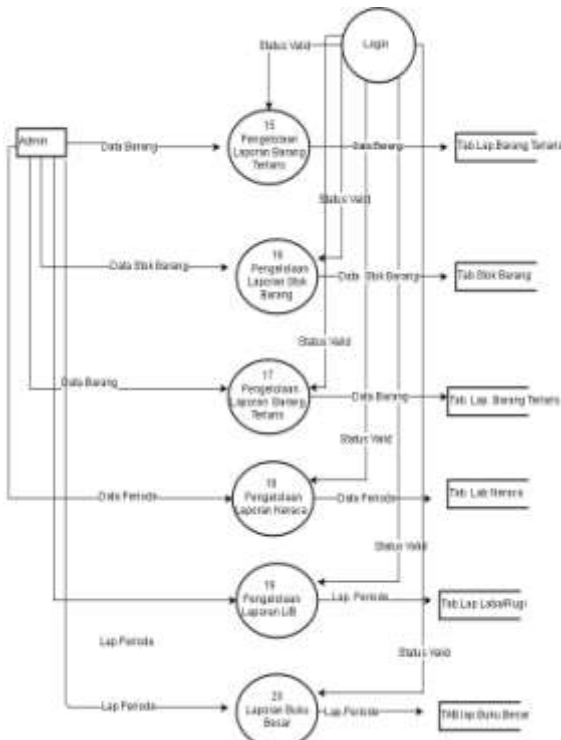 Login
Status Valid
Admin
Data Barang
15
Pengelolaan
Laporan Barang
Terlaris
Data Barang
Tab.Lap.Barang Terlaris
Status Valid
Data Stok Barang
16
Pengelolaan
Laporan Stok
Barang
Data Stok Barang
Tab.Stok Barang
Status Valid
Data Barang
17
Pengelolaan
Laporan Barang
Terlaris
Data Barang
Tab. Lap. Barang Terlaris
Status Valid
Data Periode
18
Pengelolaan
Laporan Neraca
Data Periode
Tab. Lab Neraca
Status Valid
19
Pengelolaan
Laporan L/B
Lap. Periode
Tab.Lap Laba/Rugi
Lap.Periode
Status Valid
Lap.Periode
20
Laporan Buku
Besar
Lap.Periode
TAB.lap.Buku Besar